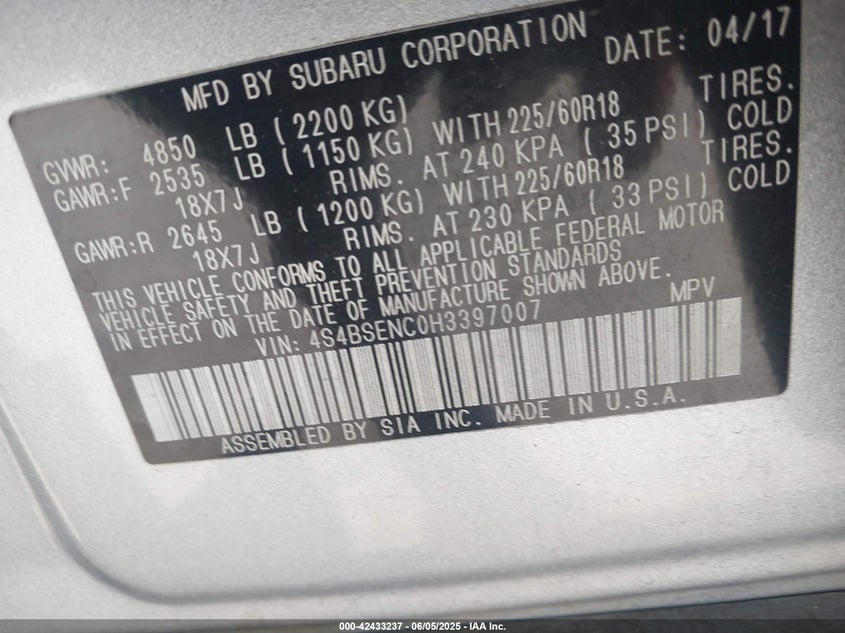 MFD BY SUBARU CORPORATION DATE: 04/17
GVWR: 4850 LB ( 2200 KG)
GAWR:F 2535 LB ( 1150 KG) WITH 225/60R18 TIRES.
18X7J RIMS. AT 240 KPA ( 35 PSI) COLD
GAWR:R 2645 LB ( 1200 KG) WITH 225/60R18 TIRES.
18X7J RIMS. AT 230 KPA ( 33 PSI) COLD
THIS VEHICLE CONFORMS TO ALL APPLICABLE FEDERAL MOTOR
VEHICLE SAFETY AND THEFT PREVENTION STANDARDS
IN EFFECT ON THE DATE OF MANUFACTURE SHOWN ABOVE.
VIN: 4S4BSENC0H3397007 MPV
ASSEMBLED BY SIA INC. MADE IN U.S.A.
000-42433237 - 06/05/2025 - IAA Inc.